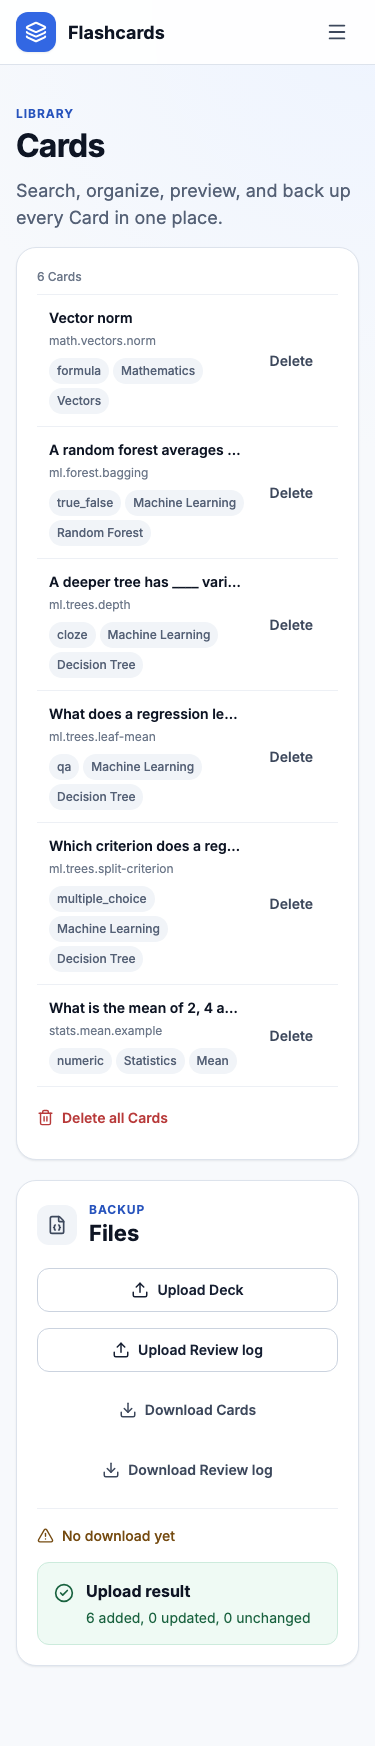 Flashcards
LIBRARY
Cards
Search, organize, preview, and back up
every Card in one place.
6 Cards
Vector norm
math.vectors.norm
formula Mathematics
Vectors
Delete
A random forest averages ...
ml.forest.bagging
true_false Machine Learning
Random Forest
Delete
A deeper tree has ____ vari...
ml.trees.depth
cloze Machine Learning
Decision Tree
Delete
What does a regression le...
ml.trees.leaf-mean
qa Machine Learning
Decision Tree
Delete
Which criterion does a reg...
ml.trees.split-criterion
multiple_choice
Machine Learning
Decision Tree
Delete
What is the mean of 2, 4 a...
stats.mean.example
numeric Statistics Mean
Delete
Delete all Cards
BACKUP
Files
Upload Deck
Upload Review log
Download Cards
Download Review log
No download yet
Upload result
6 added, 0 updated, 0 unchanged